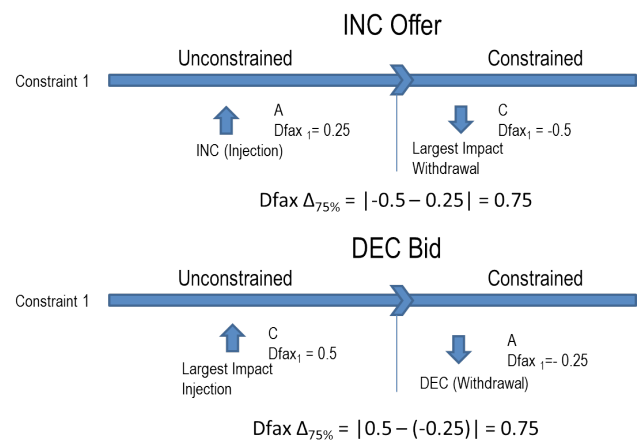 INC Offer
Unconstrained
Constrained
Constraint 1
A
Dfax ₁= 0.25
INC (Injection)
C
Dfax₁ = -0.5
Largest Impact
Withdrawal
Dfax Δ₇₅% = |-0.5 – 0.25| = 0.75
DEC Bid
Unconstrained
Constrained
Constraint 1
C
Dfax₁ = 0.5
Largest Impact
Injection
A
Dfax ₁=- 0.25
DEC (Withdrawal)
Dfax Δ₇₅% = |0.5 – (-0.25)| = 0.75